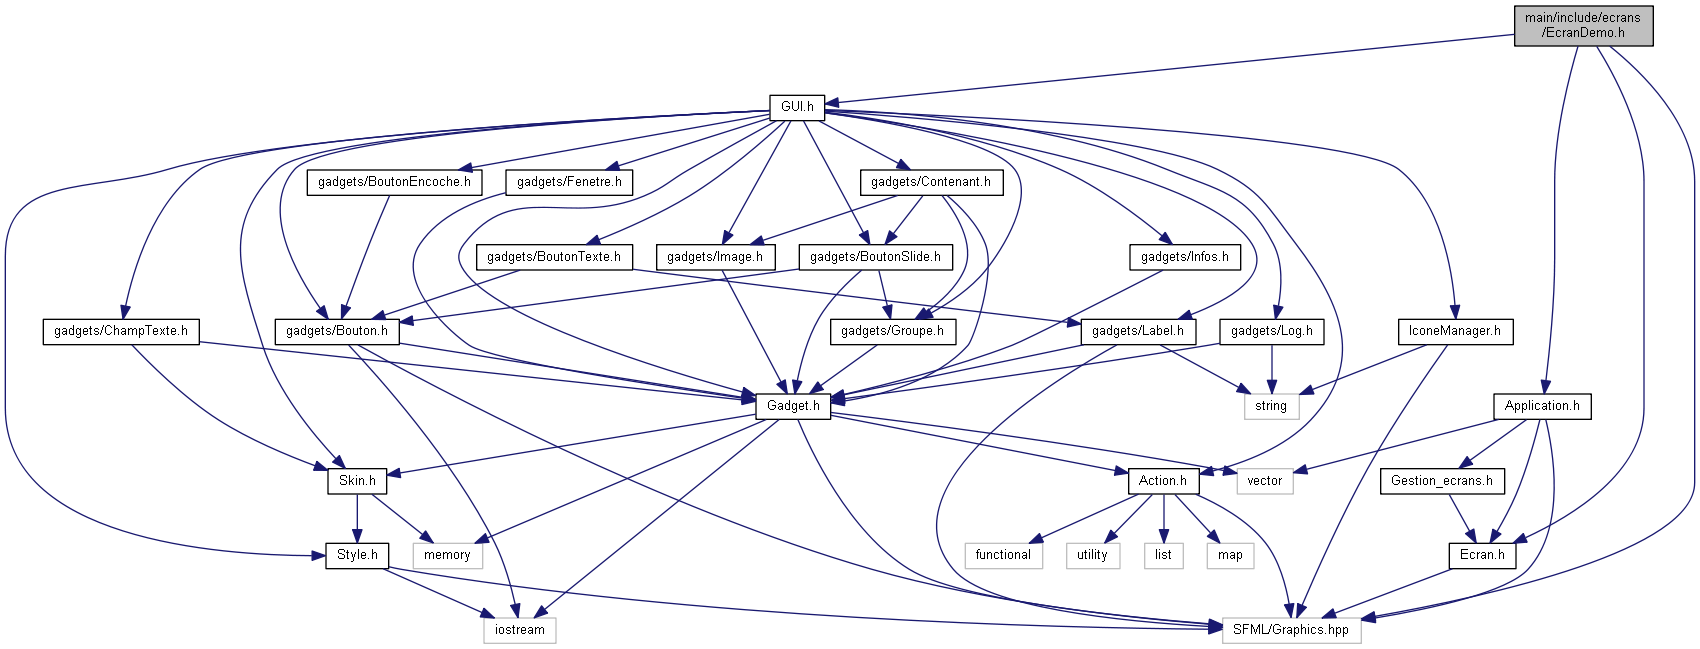 main/include/ecrans
/EcranDemo.h
GUI.h
gadgets/BoutonEncoche.h
gadgets/Fenetre.h
gadgets/Contenant.h
gadgets/BoutonTexte.h
gadgets/Image.h
gadgets/BoutonSlide.h
gadgets/Infos.h
gadgets/ChampTexte.h
gadgets/Bouton.h
gadgets/Groupe.h
gadgets/Label.h
gadgets/Log.h
IconeManager.h
Gadget.h
string
Application.h
Skin.h
Action.h
vector
Gestion_ecrans.h
Style.h
memory
functional
utility
list
map
Ecran.h
iostream
SFML/Graphics.hpp